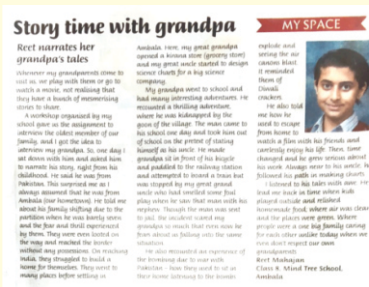 Story time with grandpa
MY SPACE
Reet narrates her
grandpa's tales
Whenever my grandparents come to
visit us, we play with them or go to
watch a movie, not realising that
they have a bunch of mesmerising
stories to share.
A workshop organised by my
school gave us the assignment to
interview the oldest member of our
family, and I got the idea to
interview my grandpa. So, one day I
sat down with him and asked him
to narrate his story, right from his
childhood. He said he was from
Pakistan. This surprised me as I
always assumed that he was from
Ambala (our hometown). He told me
about his family shifting due to the
partition when he was barely seven
and the fear and thrill experienced
by them. They were even looted on
the way and reached the border
without any possessions. On reaching
India, they struggled to build a
home for themselves. They went to
many places before settling in
Ambala. Here, my great grandpa
opened a kirana store (grocery store)
and my great uncle started to design
science charts for a big science
company.
My grandpa went to school and
had many interesting adventures. He
recounted a thrilling adventure
where he was kidnapped by the
goon of the village. The man came to
his school one day and took him out
of school on the pretext of stating
himself as his uncle. He made
grandpa sit in front of his bicycle
and paddled to the railway station
and attempted to board a train but
was stopped by my great grand
uncle who had smelled some foul
play when he saw that man with his
nephew. Though the man was sent
to jail, the incident scared my
grandpa so much that even now he
fears about us falling into the same
situation.
He also recounted an experience of
the bombing due to war with
Pakistan - how they used to sit in
their home listening to the bombs
explode and
seeing the air
canons blast.
It reminded
them of
Diwali
crackers.
He also told
me how he
used to
escape
from home to
watch a film with his friends and
carelessly enjoy his life. Then, time
changed and he grew serious about
his work. Always near to his uncle, he
followed his path in making charts.
I listened to his tales with awe. He
lead me back in time when kids
played outside and relished
homemade food, where air was clean
and the places were green. Where
people were a one big family caring
for each other unlike today when we
even don't respect our own
grandparents.
Reet Mahajan
Class 8, Mind Tree School,
Ambala